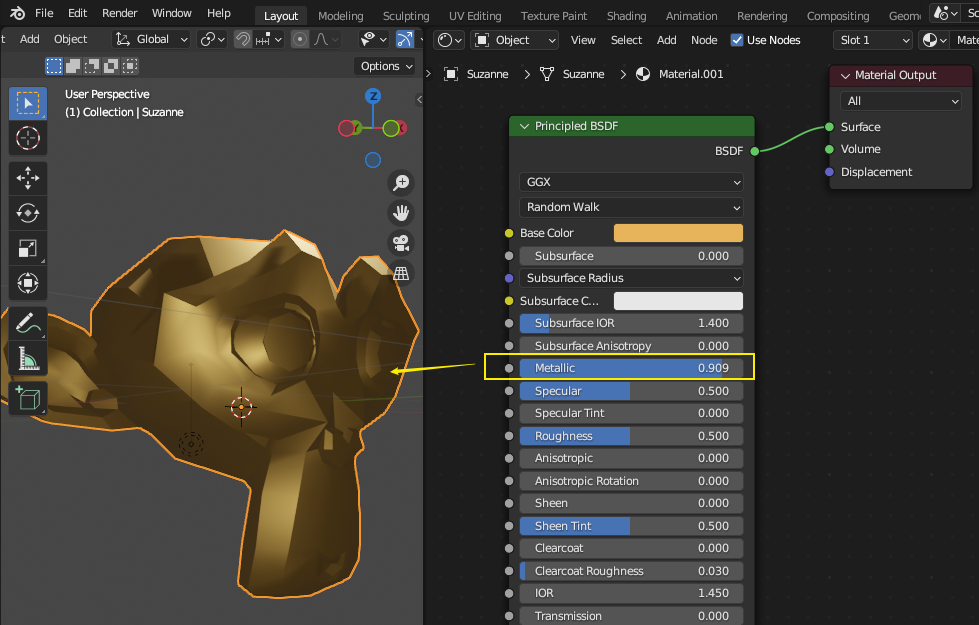 File Edit Render Window Help Layout Modeling Sculpting UV Editing Texture Paint Shading Animation Rendering Compositing Geom Sc
t Add Object Global Object View Select Add Node Use Nodes Slot 1 Mate
Options
User Perspective
(1) Collection | Suzanne
Z
Y
X
Suzanne Suzanne Material.001
Material Output
All
Surface
Volume
Displacement
Principled BSDF
BSDF
GGX
Random Walk
Base Color
Subsurface 0.000
Subsurface Radius
Subsurface C...
Subsurface IOR 1.400
Subsurface Anisotropy 0.000
Metallic 0.909
Specular 0.500
Specular Tint 0.000
Roughness 0.500
Anisotropic 0.000
Anisotropic Rotation 0.000
Sheen 0.000
Sheen Tint 0.500
Clearcoat 0.000
Clearcoat Roughness 0.030
IOR 1.450
Transmission 0.000